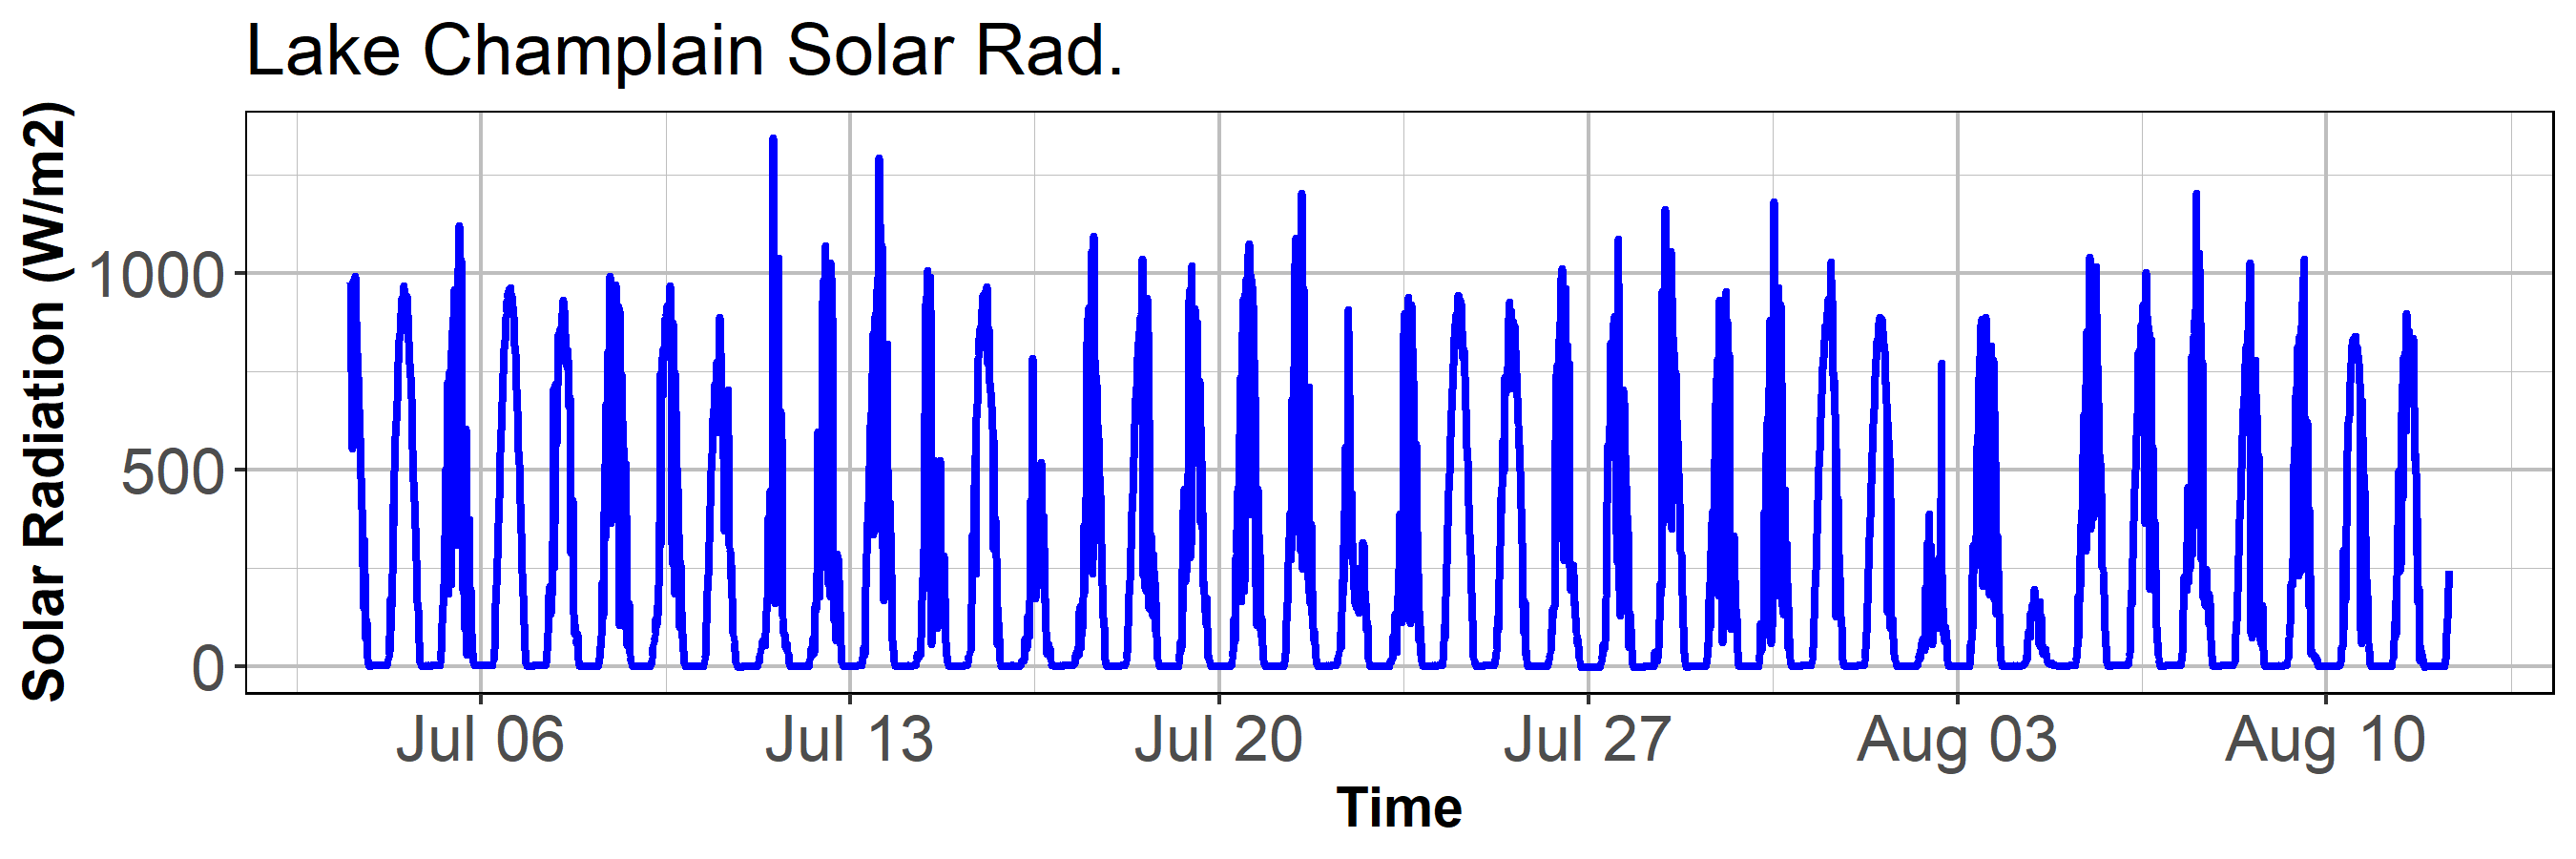 Lake Champlain Solar Rad.
Solar Radiation (W/m2)
1000
500
0
Jul 06 Jul 13 Jul 20 Jul 27 Aug 03 Aug 10
Time